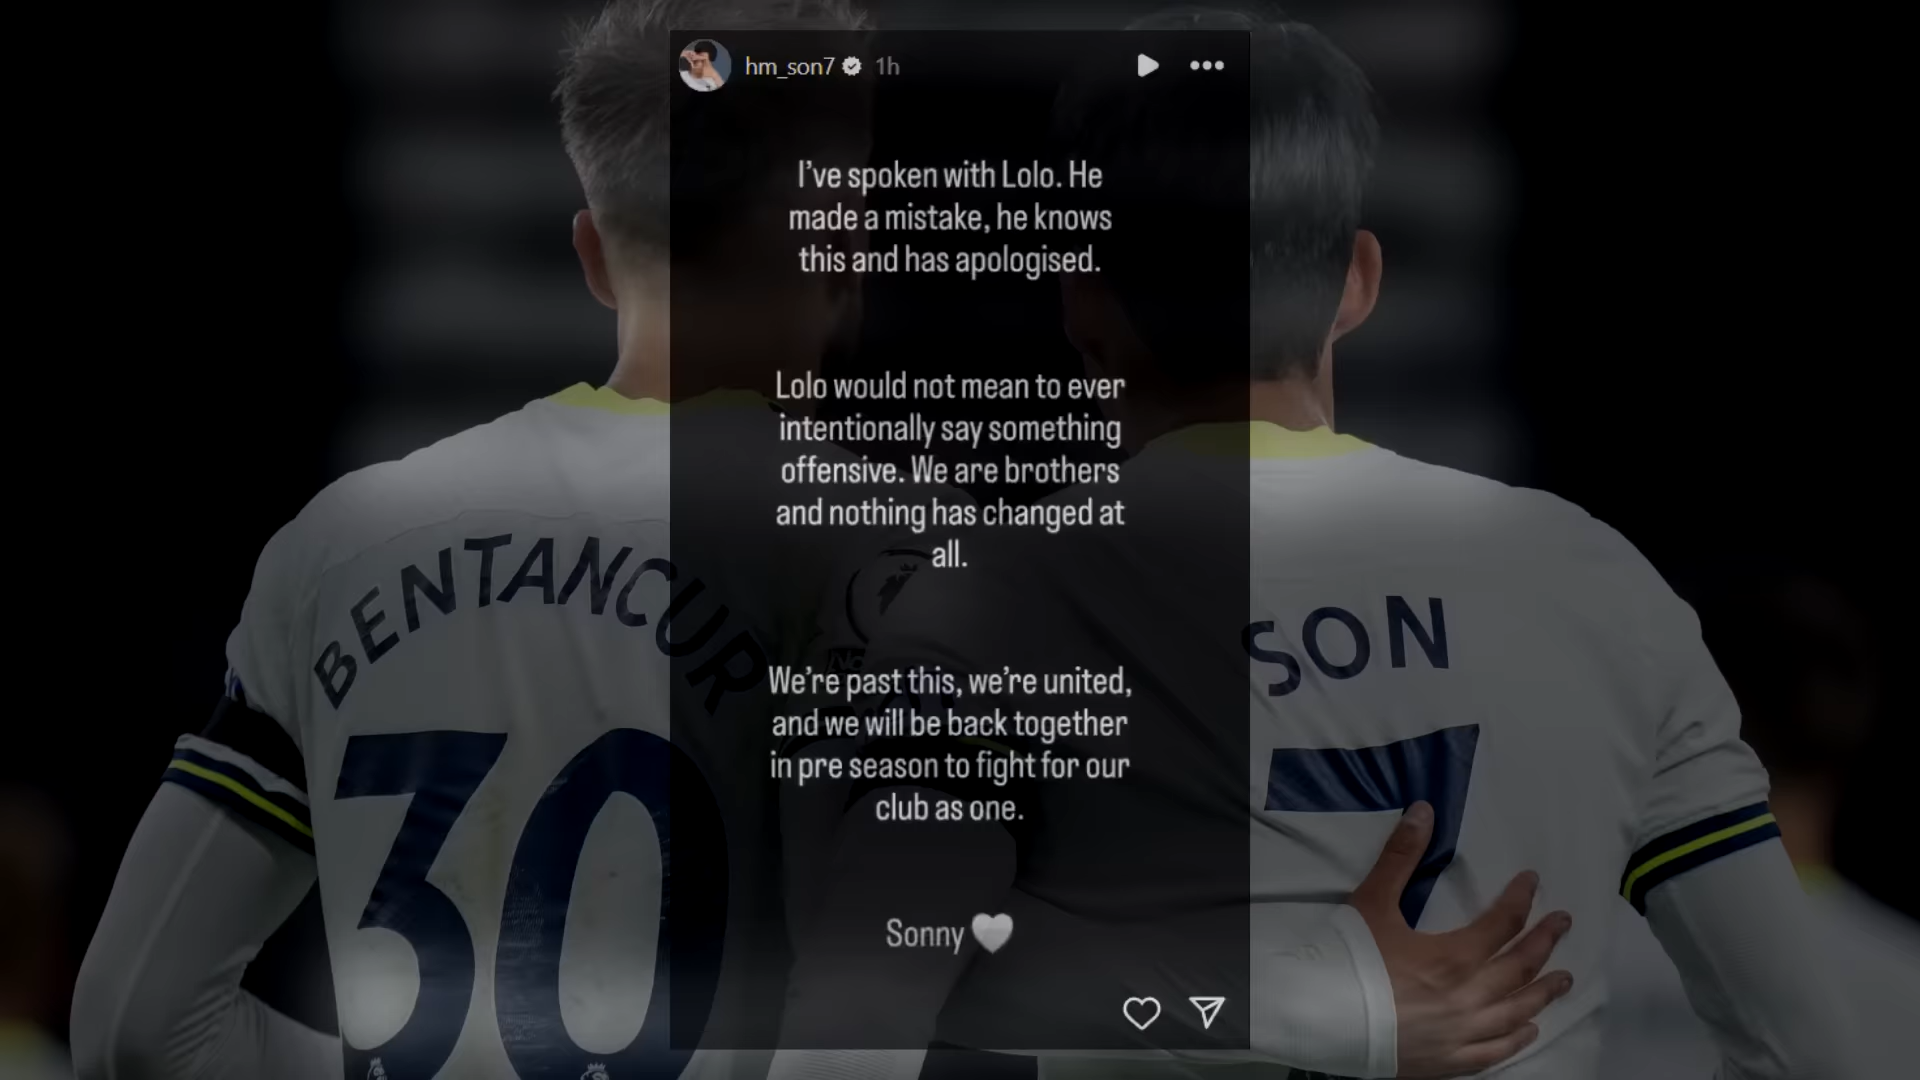 hm_son7 1h
I've spoken with Lolo. He
made a mistake, he knows
this and has apologised.
Lolo would not mean to ever
intentionally say something
offensive. We are brothers
and nothing has changed at
all.
We're past this, we're united,
and we will be back together
in pre season to fight for our
club as one.
Sonny 🤍
BENTANCUR
30
SON
7